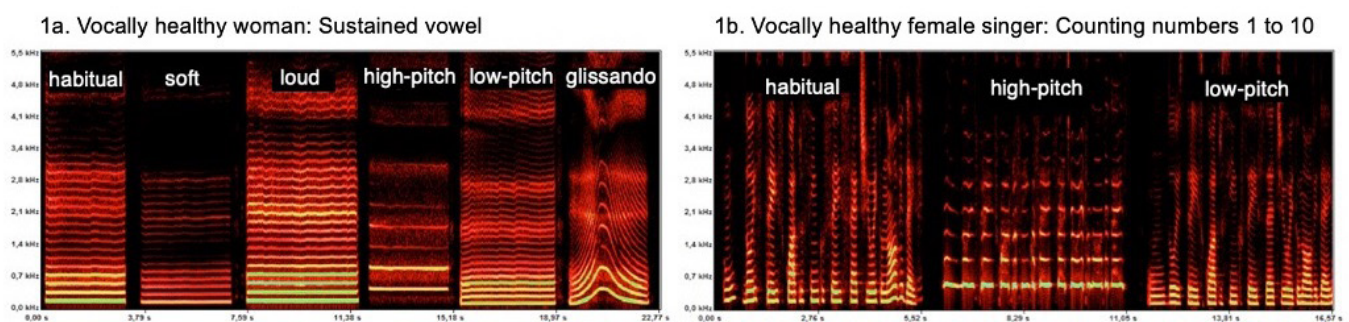 1a. Vocally healthy woman: Sustained vowel
5,5 kHz
habitual soft loud high-pitch low-pitch glissando
4,8 kHz
4,1 kHz
3,4 kHz
2,8 kHz
2,1 kHz
1,4 kHz
0,7 kHz
0,0 kHz
0,00 s 3,79 s 7,59 s 11,38 s 15,18 s 18,97 s 22,77 s
1b. Vocally healthy female singer: Counting numbers 1 to 10
5,5 kHz
habitual high-pitch low-pitch
4,8 kHz
4,1 kHz
3,4 kHz
2,8 kHz
2,1 kHz
1,4 kHz
0,7 kHz
0,0 kHz
0,00 s 2,76 s 5,52 s 8,29 s 11,05 s 13,81 s 16,57 s